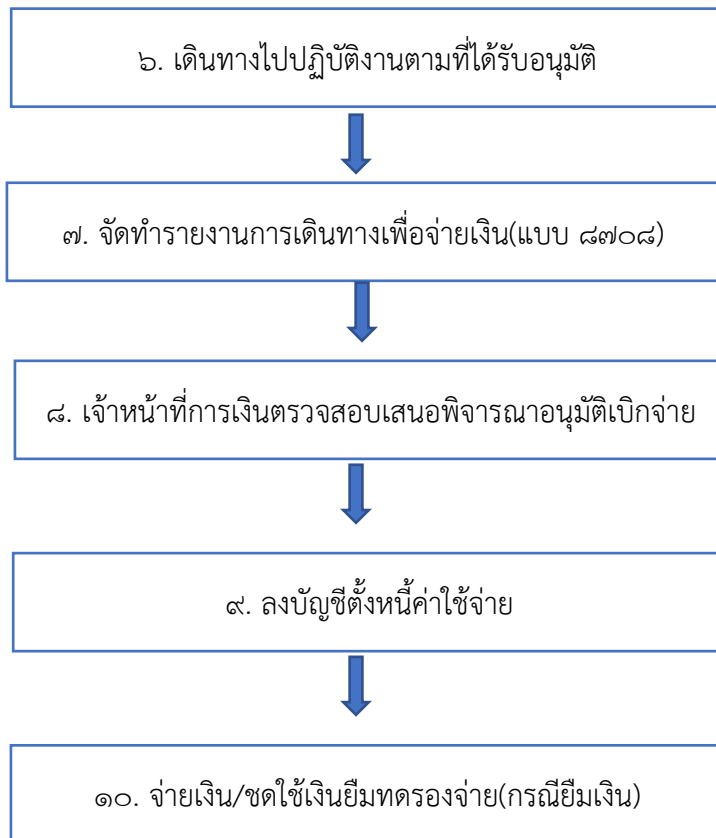 ๖. เดินทางไปปฏิบัติงานตามที่ได้รับอนุมัติ
๗. จัดทำรายงานการเดินทางเพื่อจ่ายเงิน(แบบ ๘๗๐๘)
๘. เจ้าหน้าที่การเงินตรวจสอบเสนอพิจารณาอนุมัติเบิกจ่าย
๙. ลงบัญชีตั้งหนี้ค่าใช้จ่าย
๑๐. จ่ายเงิน/ชดใช้เงินยืมทดรองจ่าย(กรณียืมเงิน)